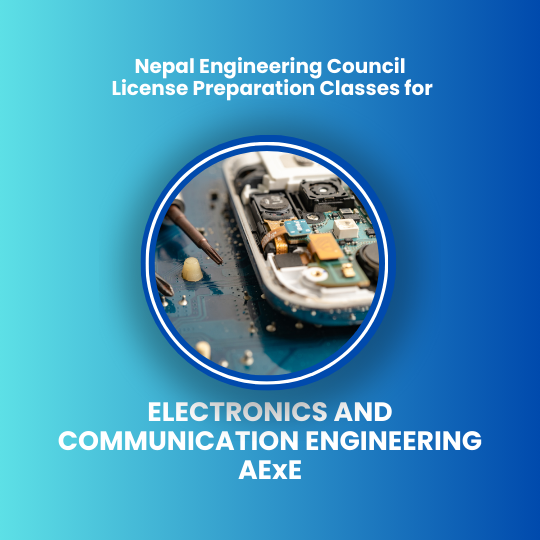 Nepal Engineering Council
License Preparation Classes for
ELECTRONICS AND
COMMUNICATION ENGINEERING
AExE